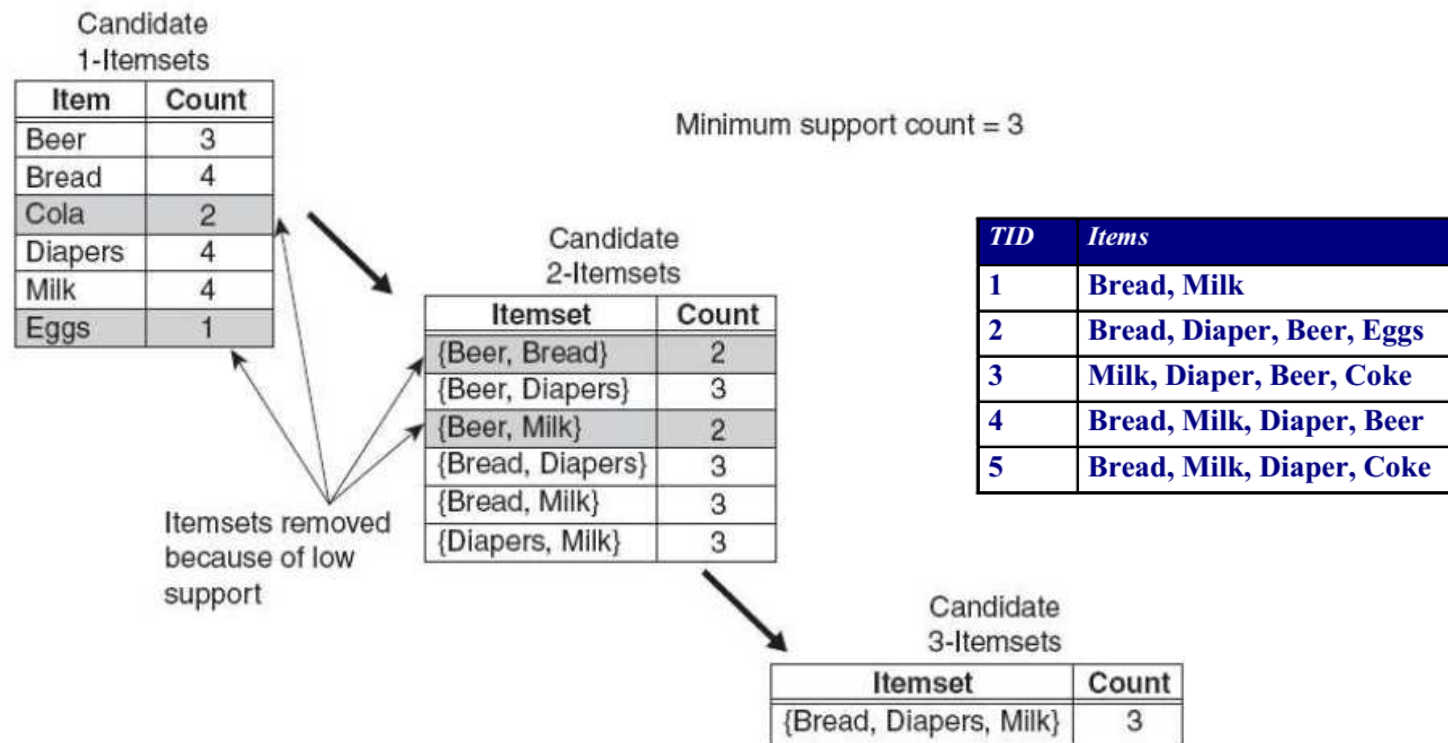 Candidate
1-Itemsets
Item Count
Beer 3
Bread 4
Cola 2
Diapers 4
Milk 4
Eggs 1
Minimum support count = 3
Candidate
2-Itemsets
Itemset Count
{Beer, Bread} 2
{Beer, Diapers} 3
{Beer, Milk} 2
{Bread, Diapers} 3
{Bread, Milk} 3
{Diapers, Milk} 3
TID Items
1 Bread, Milk
2 Bread, Diaper, Beer, Eggs
3 Milk, Diaper, Beer, Coke
4 Bread, Milk, Diaper, Beer
5 Bread, Milk, Diaper, Coke
Itemsets removed
because of low
support
Candidate
3-Itemsets
Itemset Count
{Bread, Diapers, Milk} 3